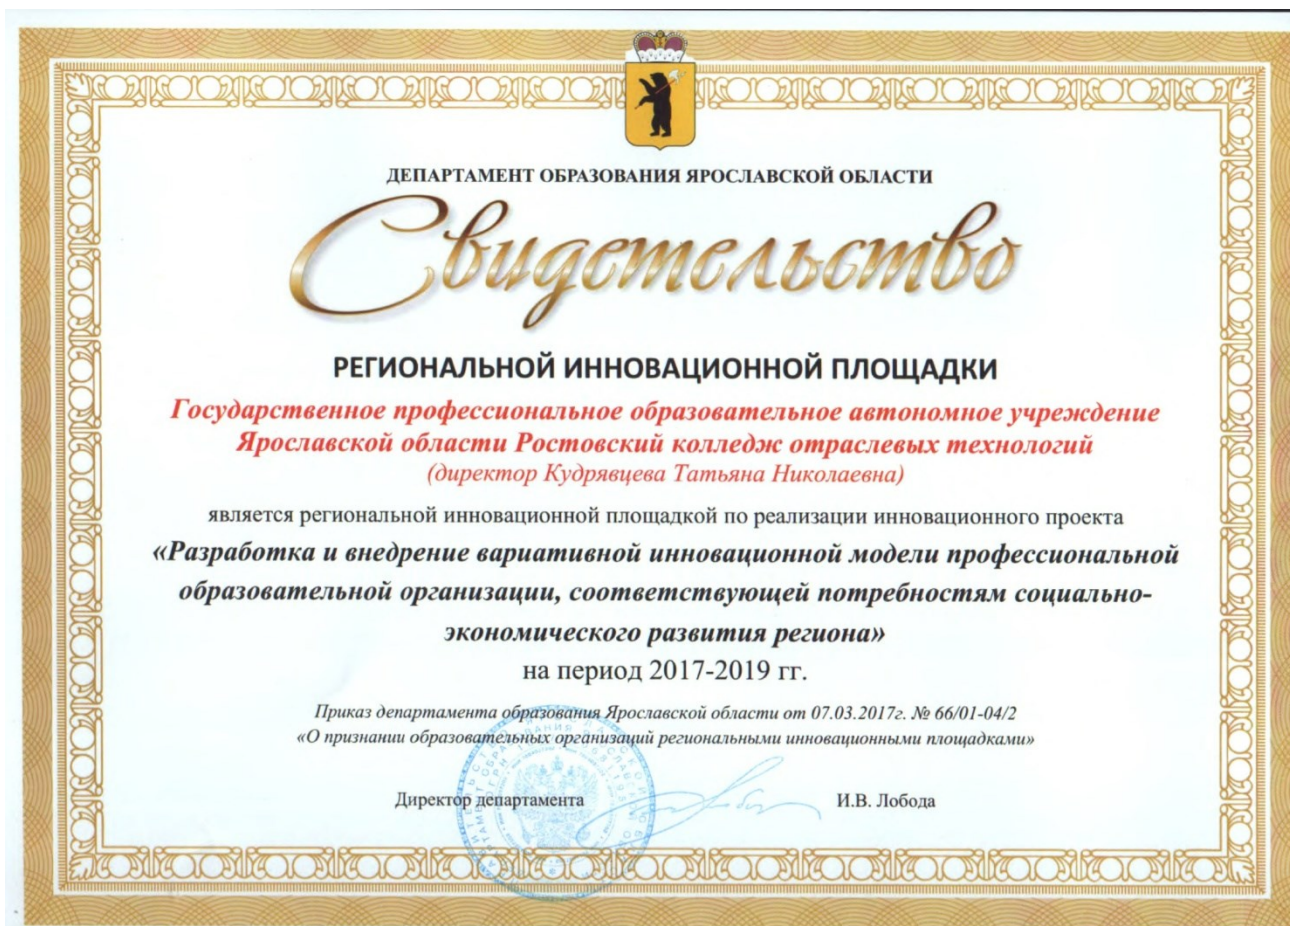 ДЕПАРТАМЕНТ ОБРАЗОВАНИЯ ЯРОСЛАВСКОЙ ОБЛАСТИ
Свидетельство
РЕГИОНАЛЬНОЙ ИННОВАЦИОННОЙ ПЛОЩАДКИ
Государственное профессиональное образовательное автономное учреждение
Ярославской области Ростовский колледж отраслевых технологий
(директор Кудрявцева Татьяна Николаевна)
является региональной инновационной площадкой по реализации инновационного проекта
«Разработка и внедрение вариативной инновационной модели профессиональной
образовательной организации, соответствующей потребностям социально-
экономического развития региона»
на период 2017-2019 гг.
Приказ департамента образования Ярославской области от 07.03.2017г. № 66/01-04/2
«О признании образовательных организаций региональными инновационными площадками»
Директор департамента И.В. Лобода